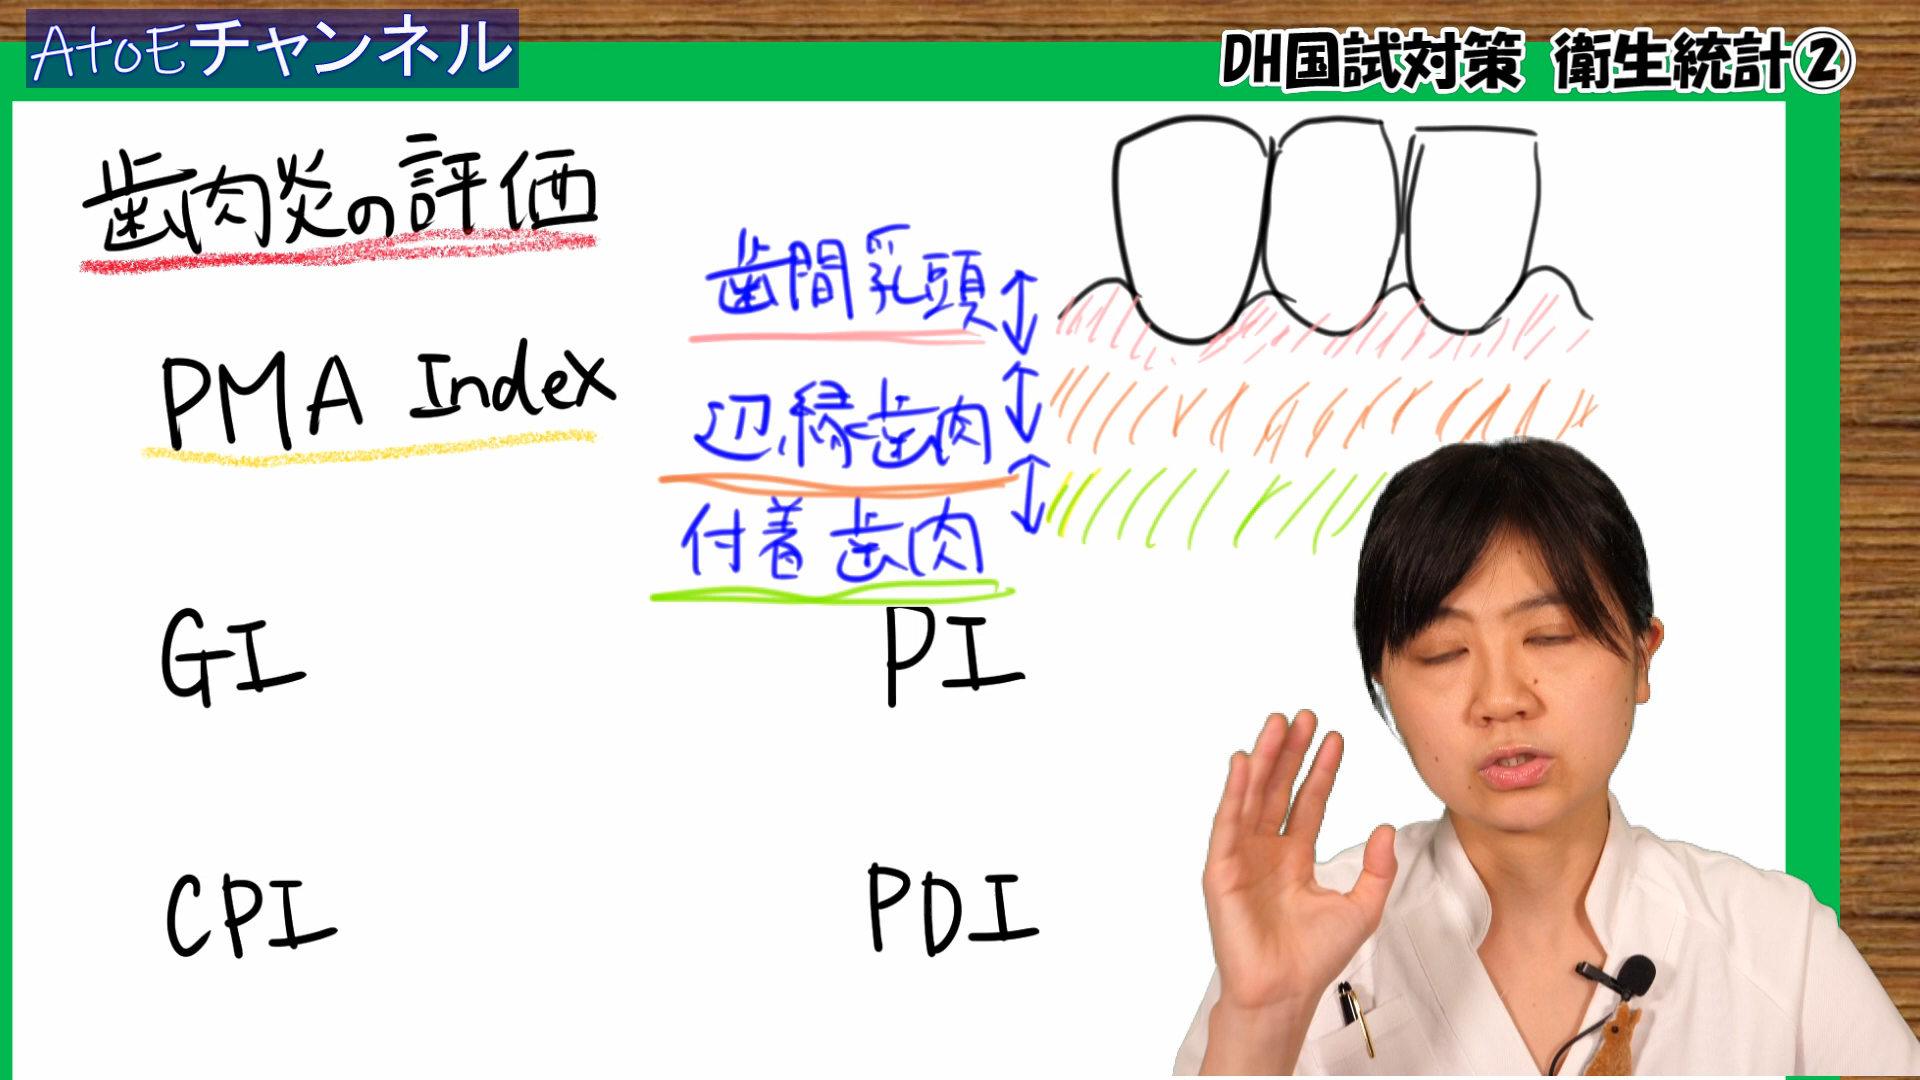 AtoEチャンネル
DH国試対策 衛生統計②
歯肉炎の評価
歯間乳頭
PMA Index
辺縁歯肉
付着歯肉
GI
PI
CPI
PDI